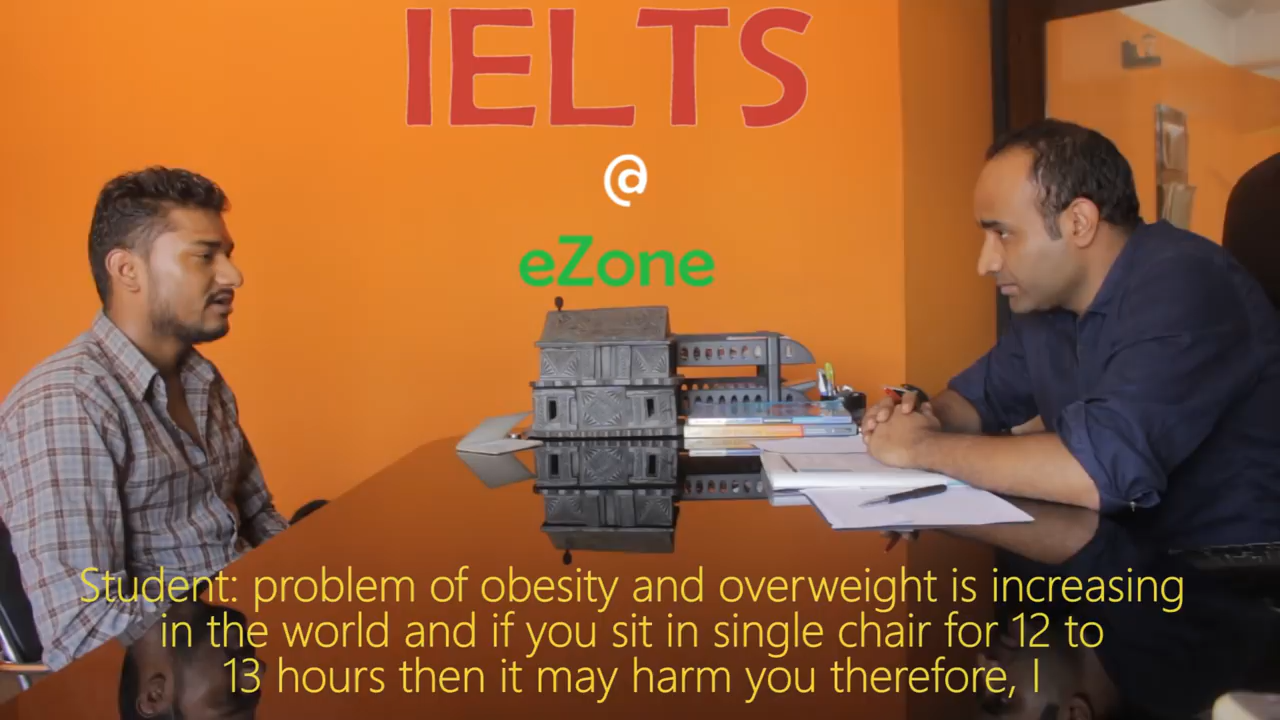 IELTS
@
eZone
Student: problem of obesity and overweight is increasing
in the world and if you sit in single chair for 12 to
13 hours then it may harm you therefore, I